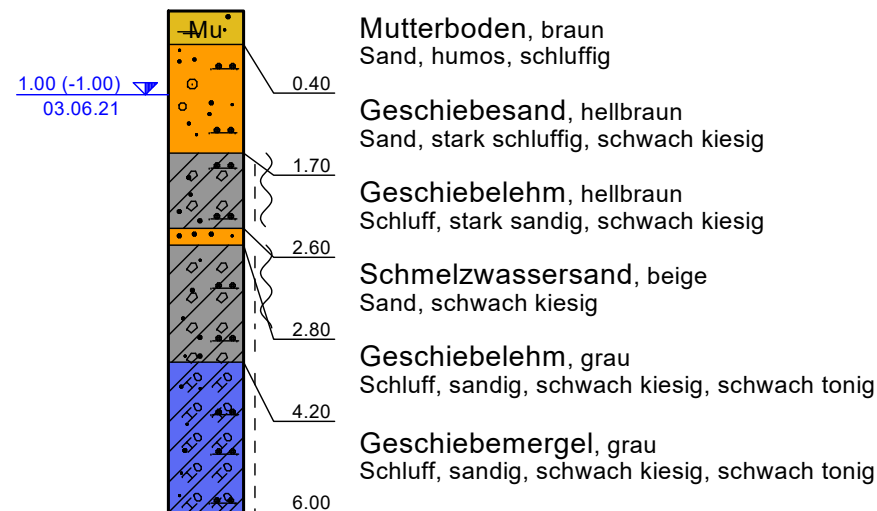 Mu
Mutterboden, braun
Sand, humos, schluffig
0.40
1.00 (-1.00)
03.06.21
Geschiebesand, hellbraun
Sand, stark schluffig, schwach kiesig
1.70
Geschiebelehm, hellbraun
Schluff, stark sandig, schwach kiesig
2.60
Schmelzwassersand, beige
Sand, schwach kiesig
2.80
Geschiebelehm, grau
Schluff, sandig, schwach kiesig, schwach tonig
4.20
Geschiebemergel, grau
Schluff, sandig, schwach kiesig, schwach tonig
6.00